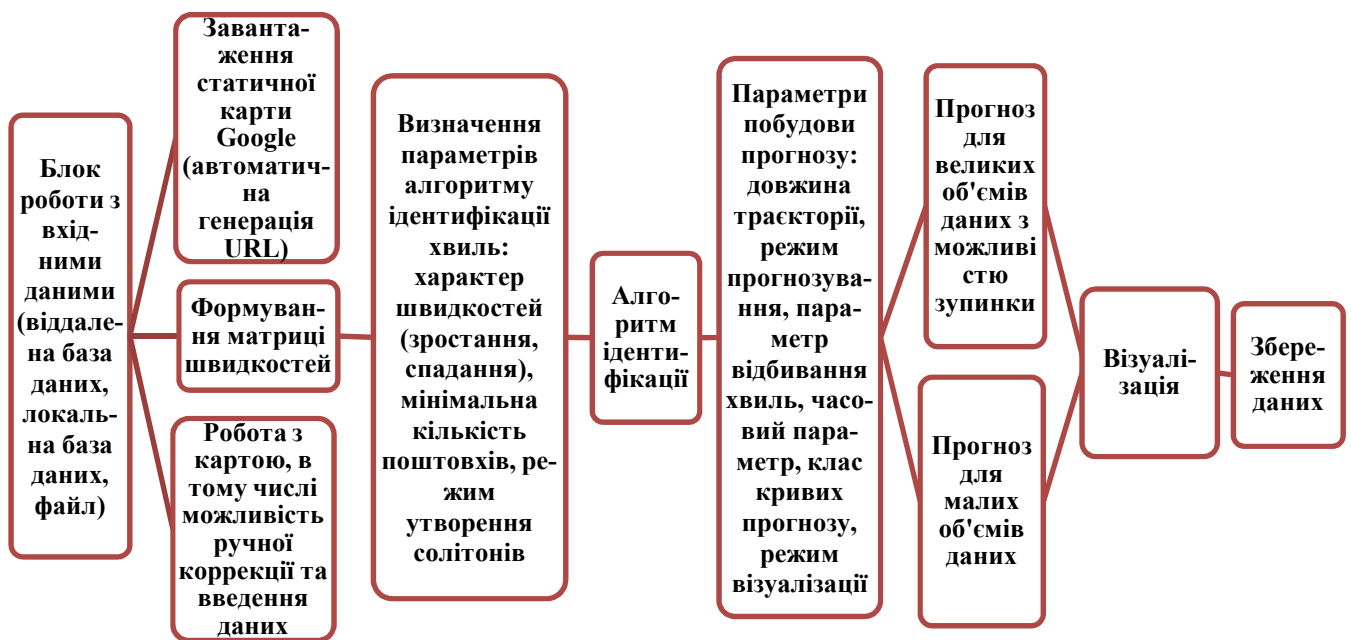 Блок
роботи з
вхід-
ними
даними
(віддале-
на база
даних,
локаль-
на база
даних,
файл)
Заванта-
ження
статичної
карти
Google
(автоматич-
на
генерація
URL)
Формуван-
ня матриці
швидкостей
Робота з
картою, в
тому числі
можливість
ручної
коррекції та
введення
даних
Визначення
параметрів
алгоритму
ідентифікації
хвиль:
характер
швидкостей
(зростання,
спадання),
мінімальна
кількість
поштовхів, ре-
жим
утворення
солітонів
Алго-
ритм
іденти-
фікації
Параметри
побудови
прогнозу:
довжина
траєкторії,
режим
прогнозува-
ння, пара-
метр
відбивання
хвиль, часо-
вий пара-
метр, клас
кривих
прогнозу,
режим
візуалізації
Прогноз
для
великих
об'ємів
даних з
можливі
стю
зупинки
Прогноз
для
малих
об'ємів
даних
Візуалі-
зація
Збере-
ження
даних